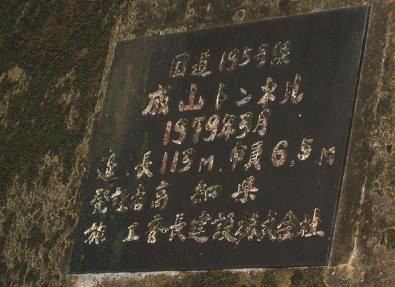 国道195号線
成山トンネル
1979年3月
延長113M.巾員6.5M
発注者高知県
施工香長建設株式会社